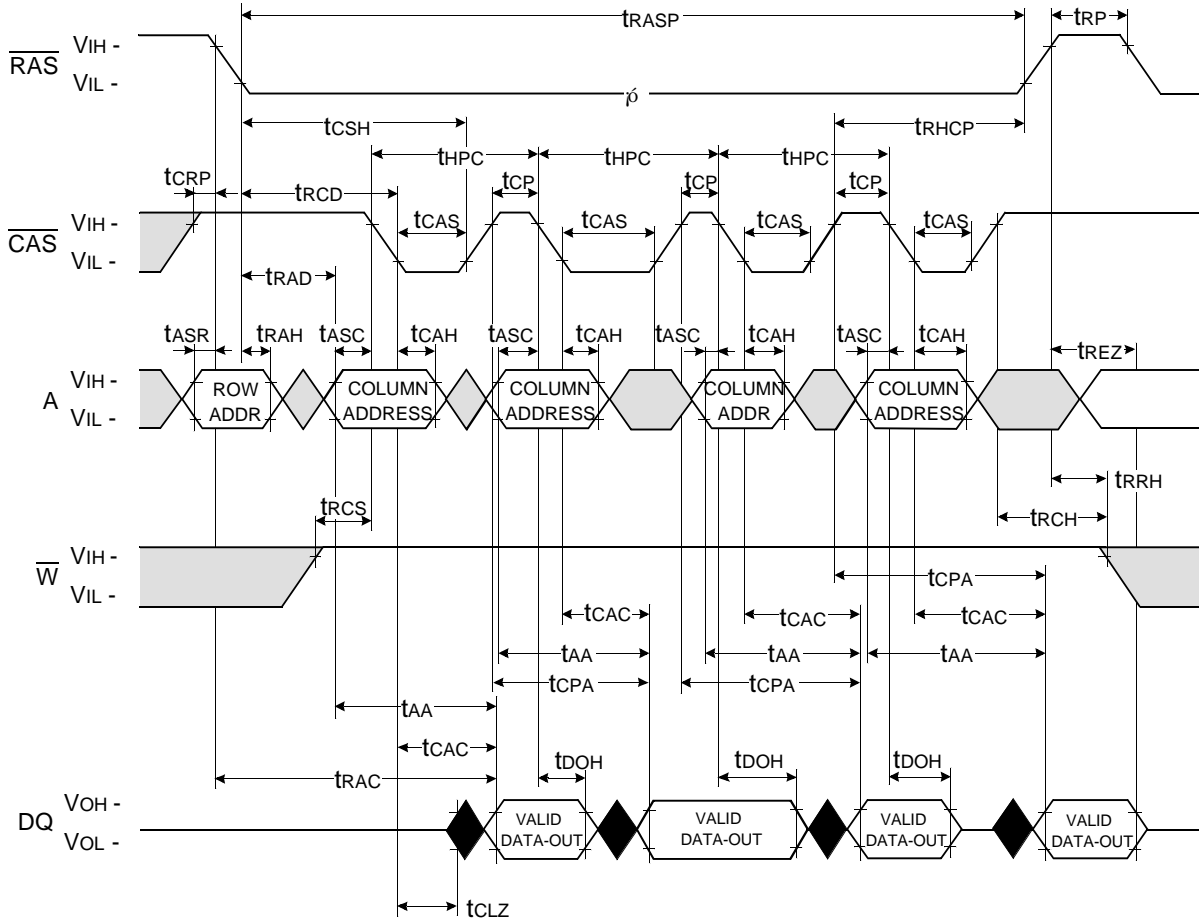 tRASP
tRP
RAS
VIH -
VIL -
ṕ
tCSH
tRHCP
tHPC
tHPC
tHPC
tCRP
tRCD
tCP
tCP
tCP
CAS
VIH -
VIL -
tCAS
tCAS
tCAS
tCAS
tRAD
tASR
tRAH
tASC
tCAH
tASC
tCAH
tASC
tCAH
tASC
tCAH
tREZ
A
VIH -
VIL -
ROW
ADDR
COLUMN
ADDRESS
COLUMN
ADDRESS
COLUMN
ADDR
COLUMN
ADDRESS
tRRH
tRCS
tRCH
W
VIH -
VIL -
tCPA
tCAC
tCAC
tCAC
tAA
tAA
tAA
tCPA
tCPA
tAA
tCAC
tRAC
tDOH
tDOH
tDOH
DQ
VOH -
VOL -
VALID
DATA-OUT
VALID
DATA-OUT
VALID
DATA-OUT
VALID
DATA-OUT
tCLZ